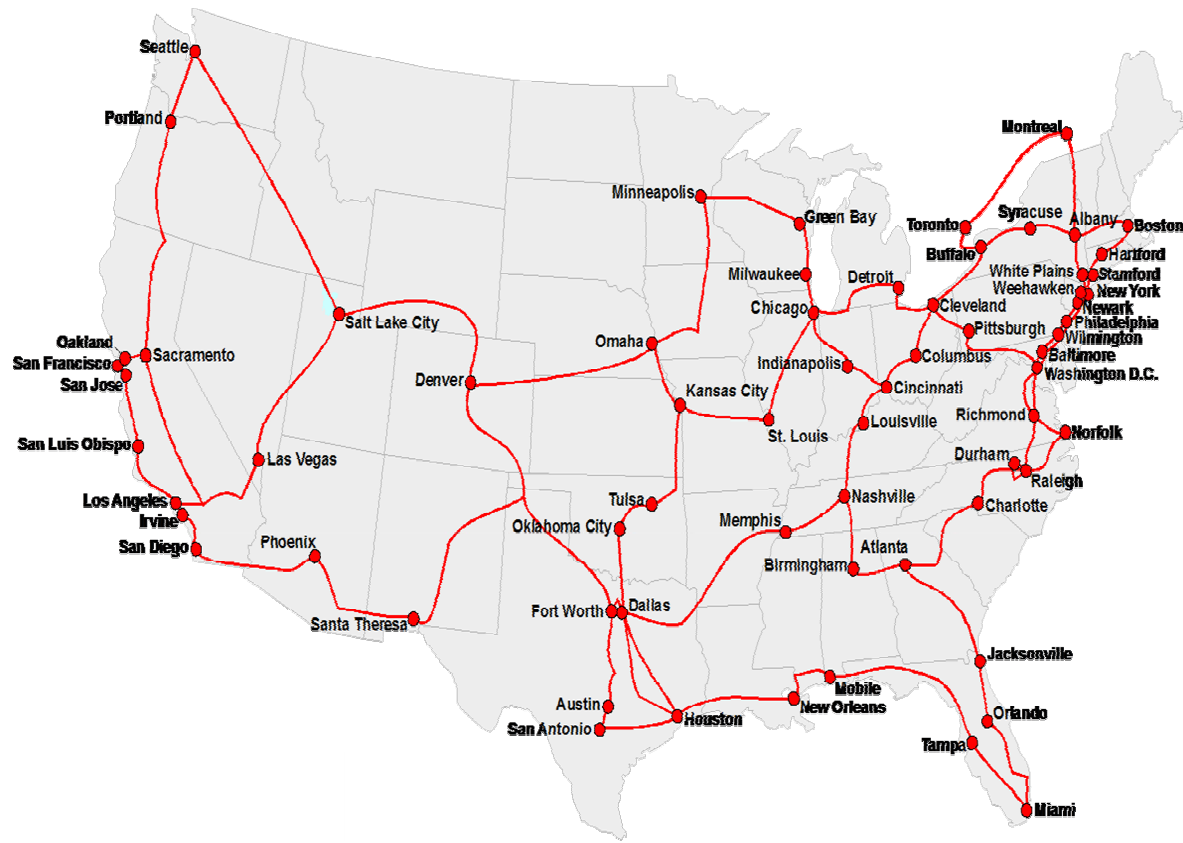 Seattle
Portland
Montreal
Minneapolis
Green Bay
Syracuse
Albany
Toronto
Boston
Buffalo
Hartford
Milwaukee
Detroit
White Plains
Stamford
Weehawken
New York
Newark
Salt Lake City
Chicago
Cleveland
Pittsburgh
Philadelphia
Wilmington
Oakland
Sacramento
Omaha
San Francisco
Indianapolis
Columbus
Baltimore
San Jose
Denver
Kansas City
Cincinnati
Washington D.C.
St. Louis
Louisville
Richmond
San Luis Obispo
Norfolk
Las Vegas
Durham
Raleigh
Los Angeles
Tulsa
Nashville
Charlotte
Irvine
Oklahoma City
Memphis
San Diego
Phoenix
Birmingham
Atlanta
Santa Theresa
Fort Worth
Dallas
Jacksonville
Mobile
Austin
New Orleans
Houston
Orlando
San Antonio
Tampa
Miami